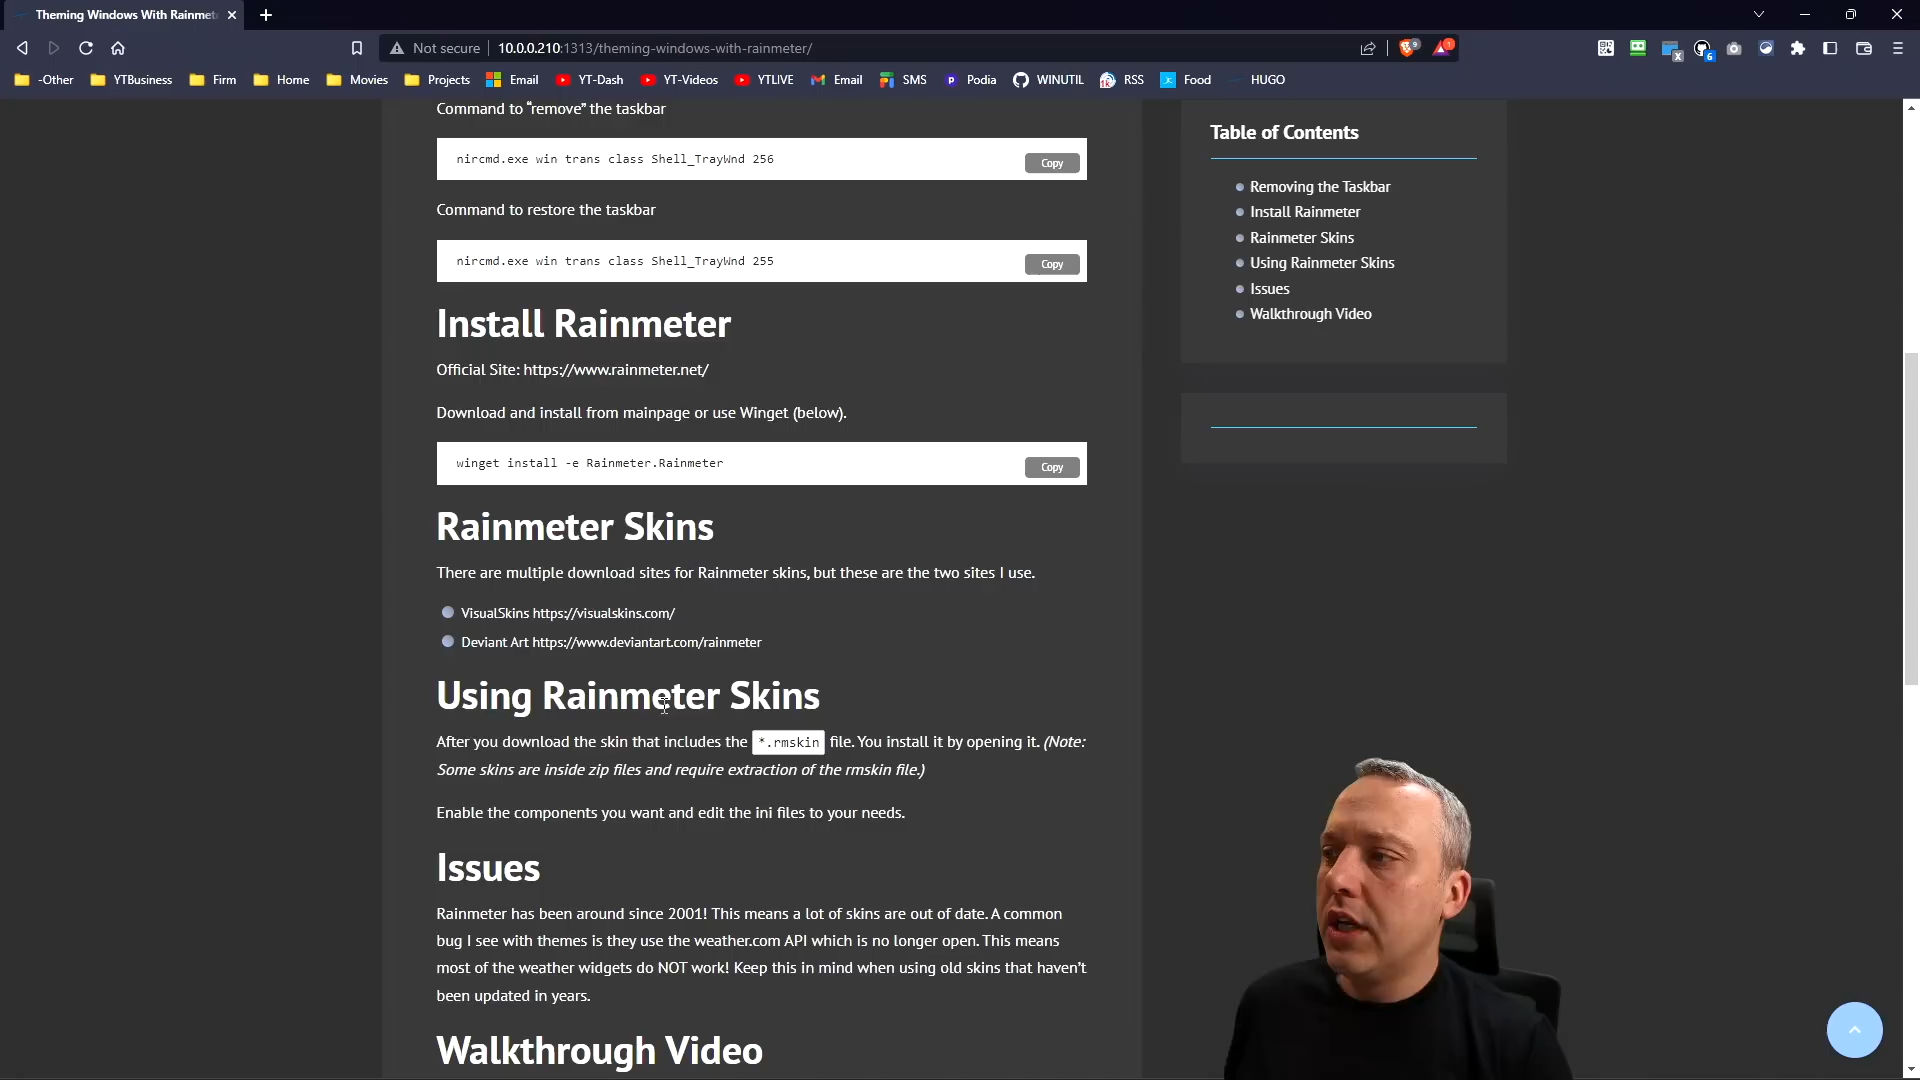 Theming Windows With Rainmet
Not secure 10.0.0.210:1313/theming-windows-with-rainmeter/
9 1 X 6
-Other YTBusiness Firm Home Movies Projects Email YT-Dash YT-Videos YTLIVE Email SMS Podia WINUTIL RSS Food HUGO
Command to “remove” the taskbar
nircmd.exe win trans class Shell_TrayWnd 256
Copy
Command to restore the taskbar
nircmd.exe win trans class Shell_TrayWnd 255
Copy
Install Rainmeter
Official Site: https://www.rainmeter.net/
Download and install from mainpage or use Winget (below).
winget install -e Rainmeter.Rainmeter
Copy
Rainmeter Skins
There are multiple download sites for Rainmeter skins, but these are the two sites I use.
VisualSkins https://visualskins.com/
Deviant Art https://www.deviantart.com/rainmeter
Using Rainmeter Skins
After you download the skin that includes the *.rmskin file. You install it by opening it. (Note:
Some skins are inside zip files and require extraction of the rmskin file.)
Enable the components you want and edit the ini files to your needs.
Issues
Rainmeter has been around since 2001! This means a lot of skins are out of date. A common
bug I see with themes is they use the weather.com API which is no longer open. This means
most of the weather widgets do NOT work! Keep this in mind when using old skins that haven’t
been updated in years.
Walkthrough Video
Table of Contents
Removing the Taskbar
Install Rainmeter
Rainmeter Skins
Using Rainmeter Skins
Issues
Walkthrough Video